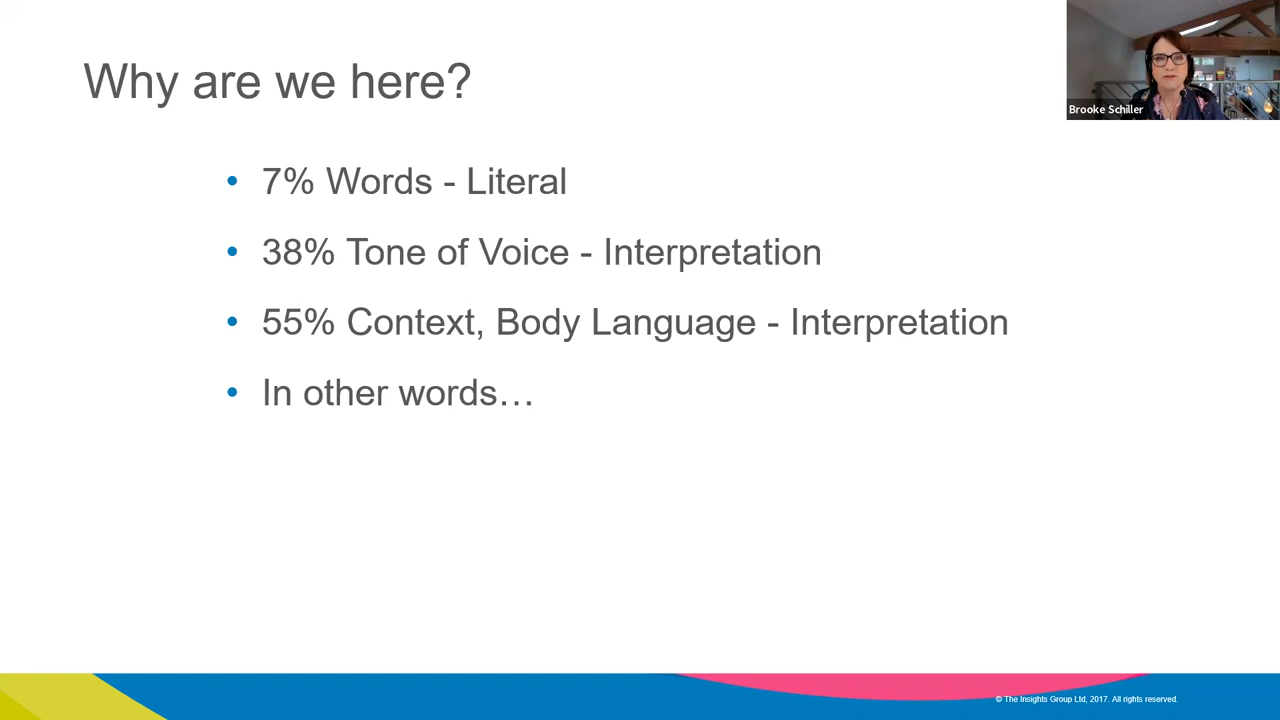 Why are we here?
Brooke Schiller
• 7% Words - Literal
• 38% Tone of Voice - Interpretation
• 55% Context, Body Language - Interpretation
• In other words…
© The Insights Group Ltd, 2017. All rights reserved.